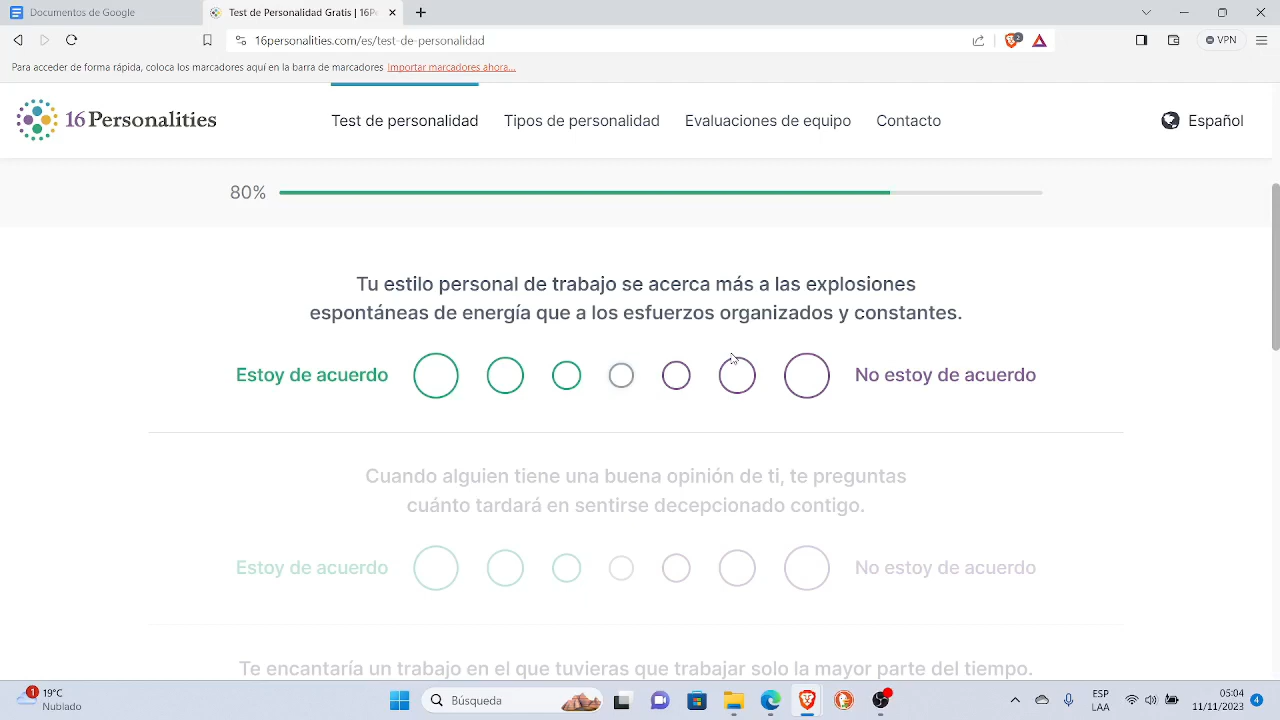 Documentos de Google
Test de Personalidad Gratis | 16P
16personalities.com/es/test-de-personalidad
2
VPN
Para acceder de forma rápida, coloca los marcadores aquí en la barra de marcadores Importar marcadores ahora...
16Personalities
Test de personalidad
Tipos de personalidad
Evaluaciones de equipo
Contacto
Español
80%
Tu estilo personal de trabajo se acerca más a las explosiones
espontáneas de energía que a los esfuerzos organizados y constantes.
Estoy de acuerdo
No estoy de acuerdo
Cuando alguien tiene una buena opinión de ti, te preguntas
cuánto tardará en sentirse decepcionado contigo.
Estoy de acuerdo
No estoy de acuerdo
Te encantaría un trabajo en el que tuvieras que trabajar solo la mayor parte del tiempo.
1
19°C
Nublado
Búsqueda
ESP
LAA
05:04
11/11/2023
4